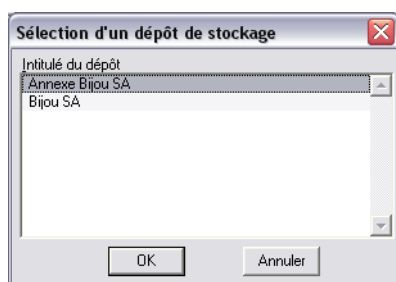 Sélection d'un dépôt de stockage
Intitulé du dépôt
Annexe Bijou SA
Bijou SA
OK Annuler